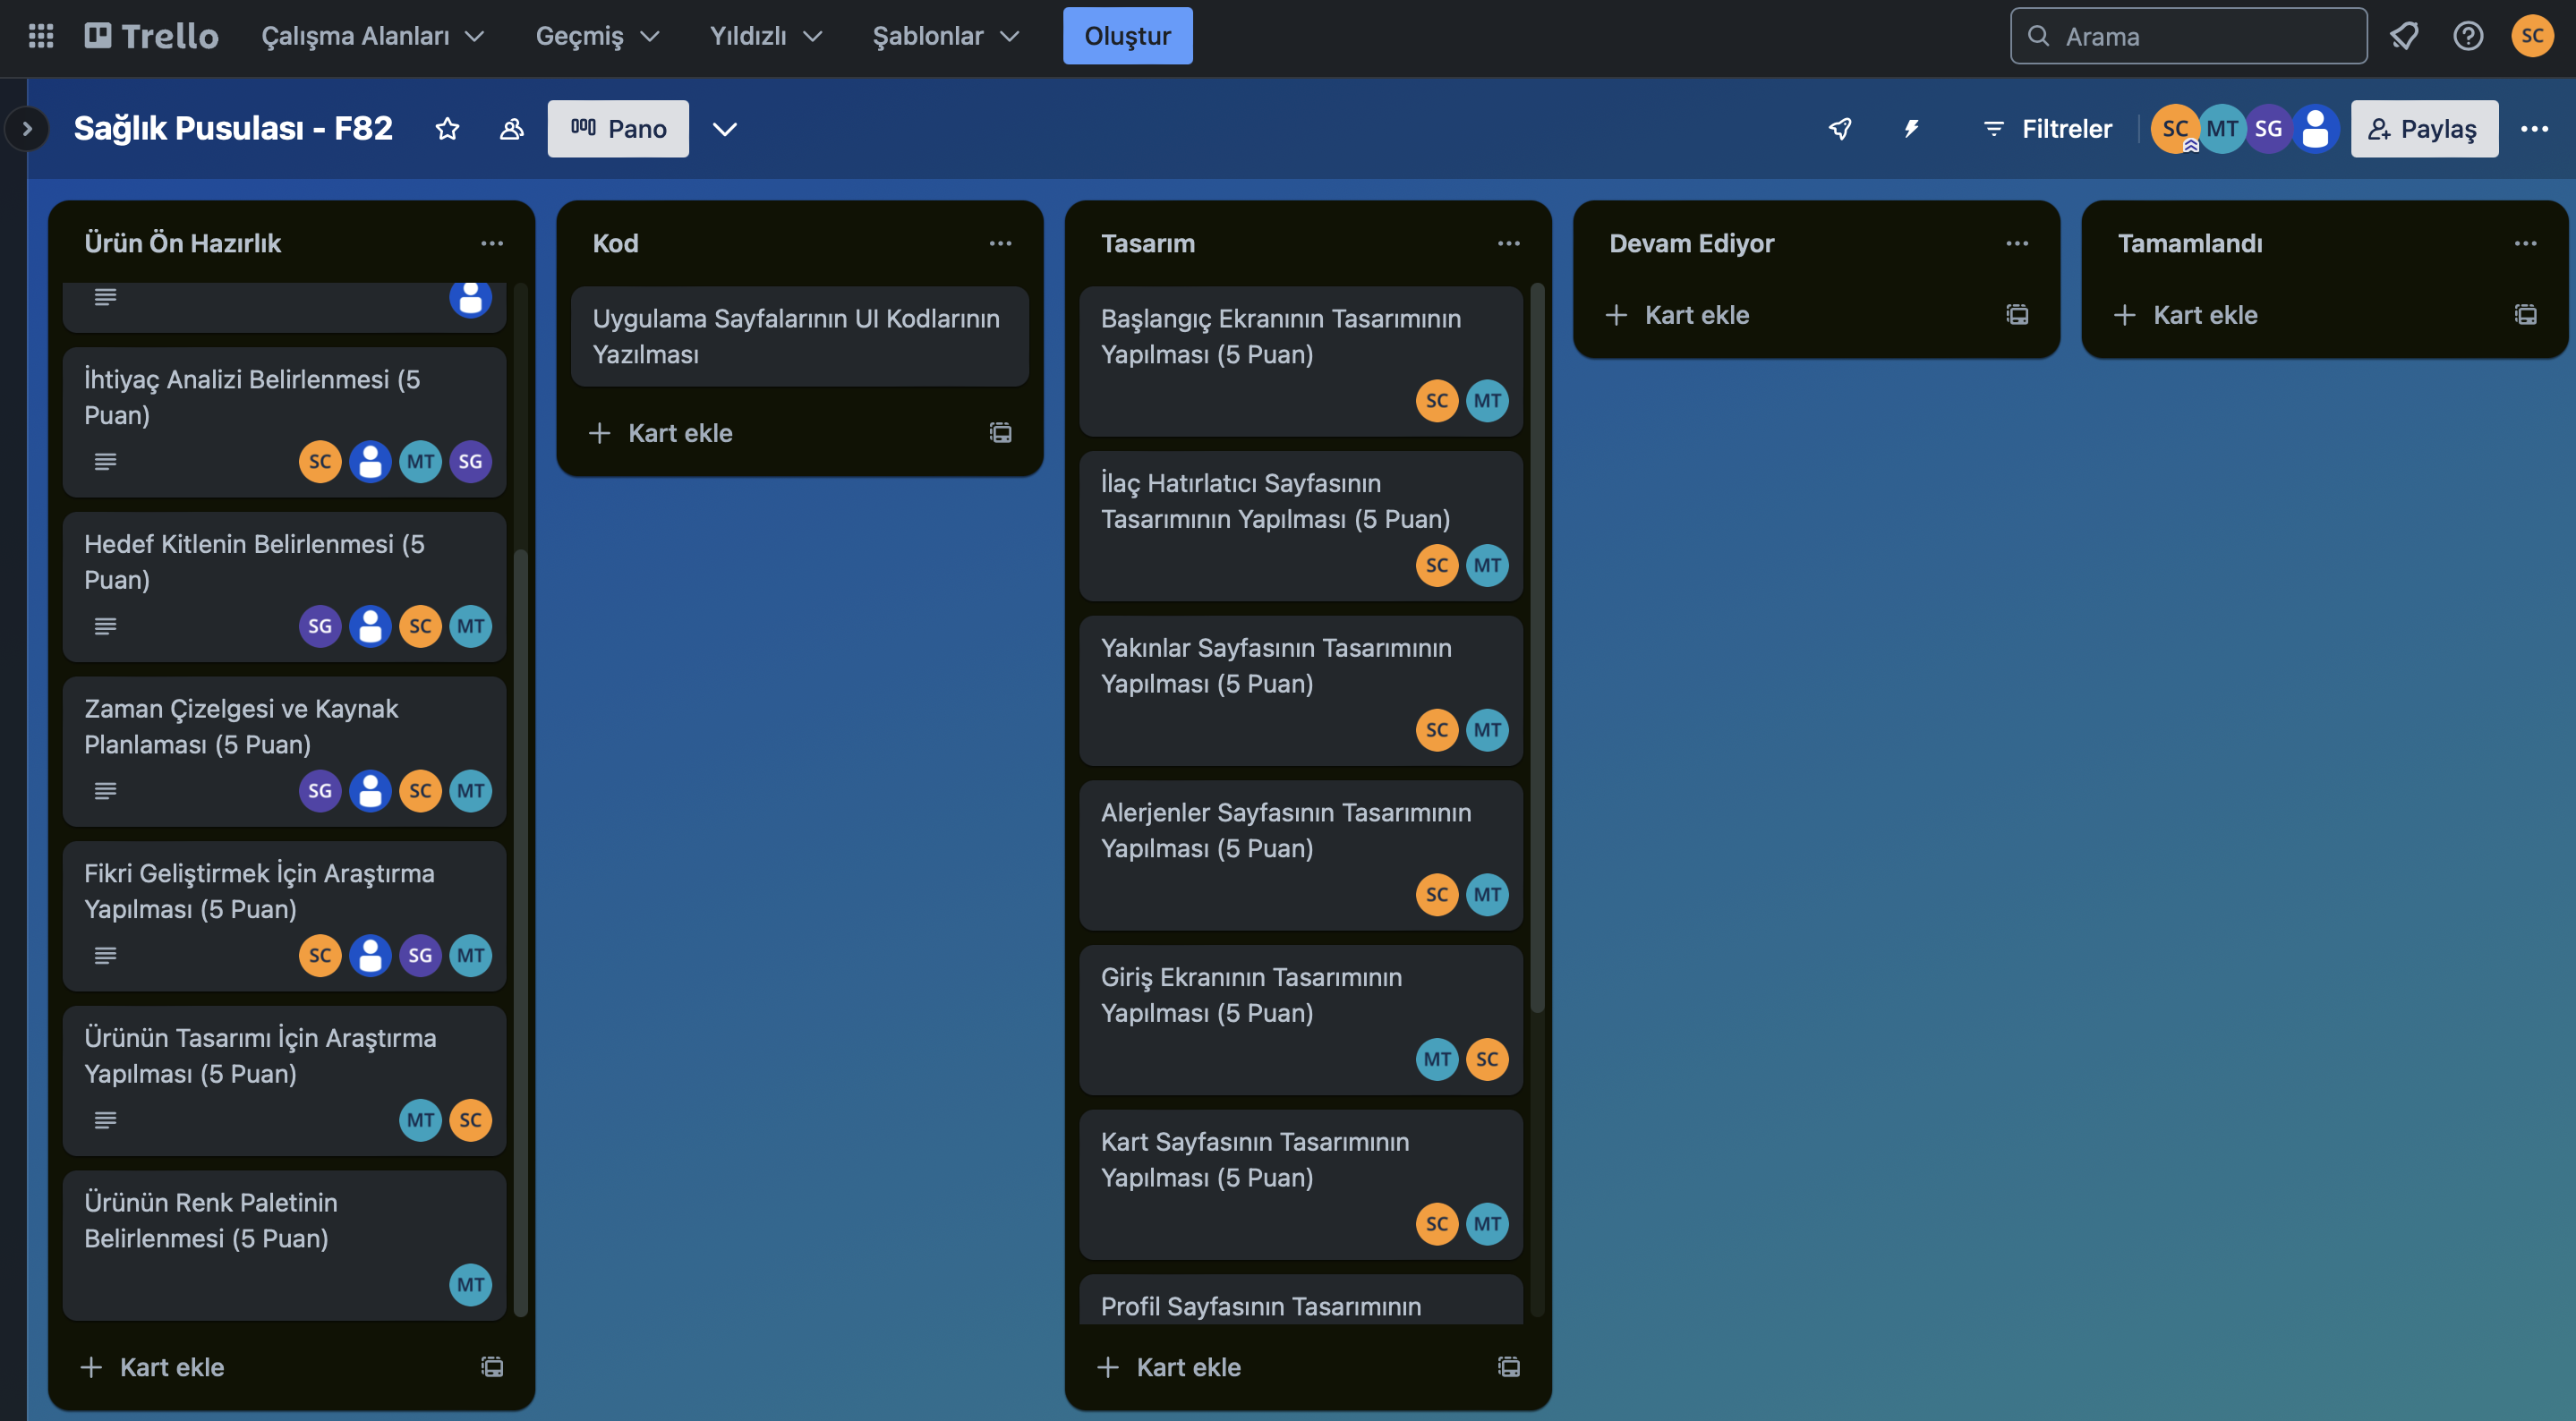 Trello
Çalışma Alanları
Geçmiş
Yıldızlı
Şablonlar
Oluştur
Arama
SC
Sağlık Pusulası - F82
Pano
Filtreler
SC MT SG
Paylaş
Ürün Ön Hazırlık
İhtiyaç Analizi Belirlenmesi (5
Puan)
SC MT SG
Hedef Kitlenin Belirlenmesi (5
Puan)
SG SC MT
Zaman Çizelgesi ve Kaynak
Planlaması (5 Puan)
SG SC MT
Fikri Geliştirmek İçin Araştırma
Yapılması (5 Puan)
SC SG MT
Ürünün Tasarımı İçin Araştırma
Yapılması (5 Puan)
MT SC
Ürünün Renk Paletinin
Belirlenmesi (5 Puan)
MT
Kart ekle
Kod
Uygulama Sayfalarının UI Kodlarının
Yazılması
Kart ekle
Tasarım
Başlangıç Ekranının Tasarımının
Yapılması (5 Puan)
SC MT
İlaç Hatırlatıcı Sayfasının
Tasarımının Yapılması (5 Puan)
SC MT
Yakınlar Sayfasının Tasarımının
Yapılması (5 Puan)
SC MT
Alerjenler Sayfasının Tasarımının
Yapılması (5 Puan)
SC MT
Giriş Ekranının Tasarımının
Yapılması (5 Puan)
MT SC
Kart Sayfasının Tasarımının
Yapılması (5 Puan)
SC MT
Profil Sayfasının Tasarımının
Kart ekle
Devam Ediyor
Kart ekle
Tamamlandı
Kart ekle